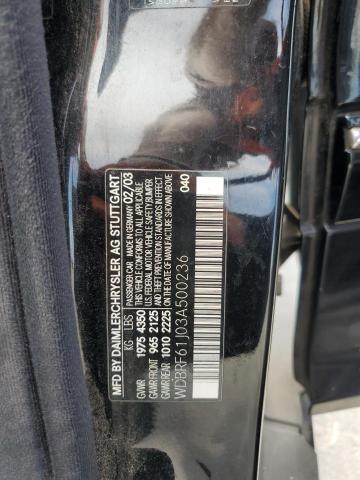 MFD BY DAIMLERCHRYSLER AG STUTTGART
PASSENGER CAR MADE IN GERMANY 02/03
KG LBS
GVWR 1975 4350
GAWR FRONT 965 2125
GAWR REAR 1010 2225
THIS VEHICLE CONFORMS TO ALL APPLICABLE
U.S. FEDERAL MOTOR VEHICLE SAFETY/BUMPER
AND THEFT PREVENTION STANDARDS IN EFFECT
ON THE DATE OF MANUFACTURE SHOWN ABOVE
WDBRF61J03A500236
040